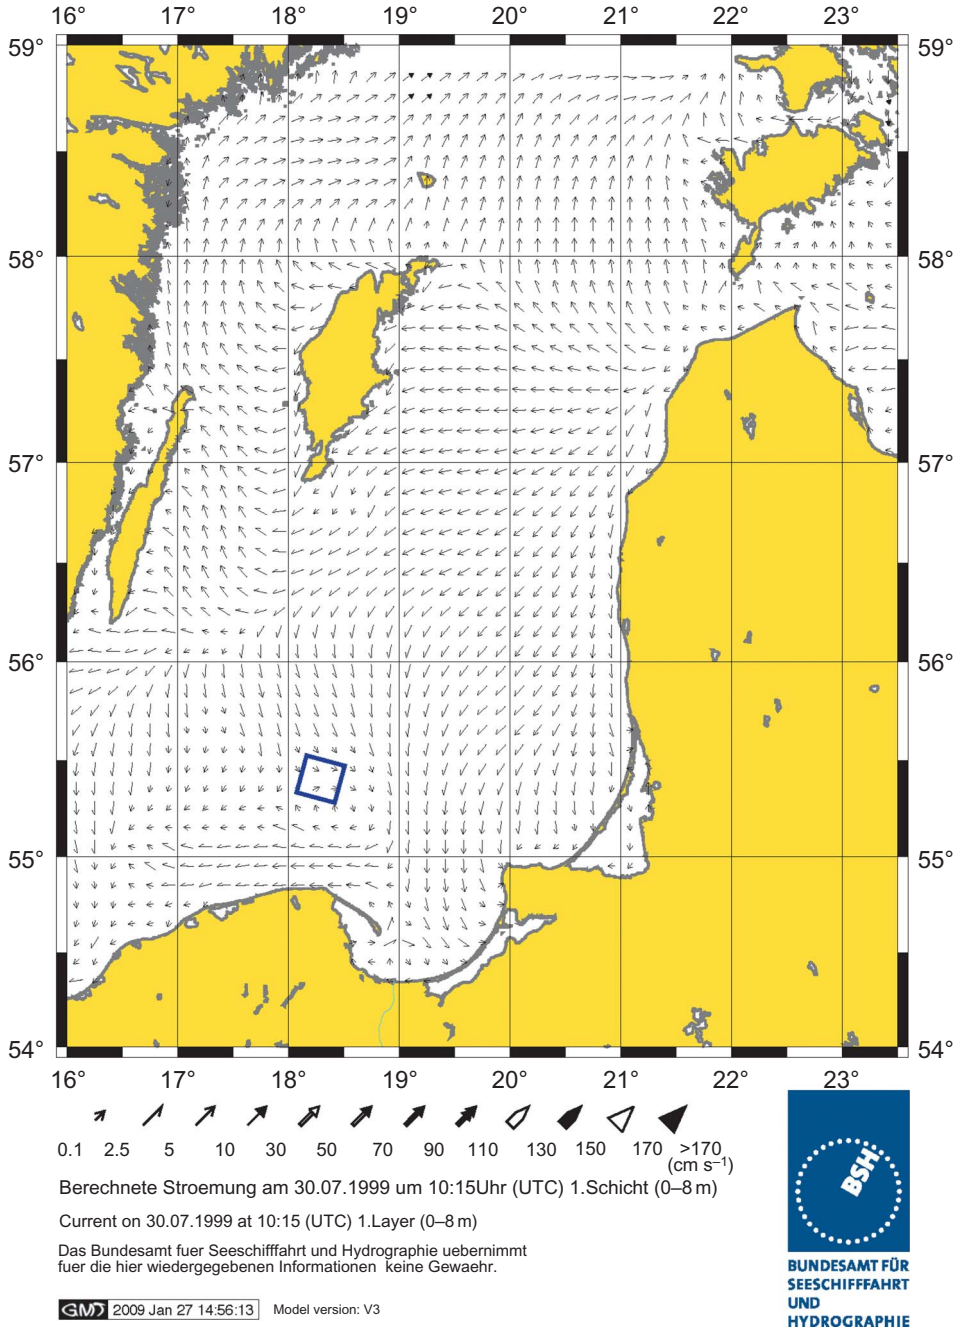 16° 17° 18° 19° 20° 21° 22° 23°
59° 59°
58° 58°
57° 57°
56° 56°
55° 55°
54° 54°
16° 17° 18° 19° 20° 21° 22° 23°
0.1 2.5 5 10 30 50 70 90 110 130 150 170 >170
(cm s⁻¹)
Berechnete Stroemung am 30.07.1999 um 10:15Uhr (UTC) 1.Schicht (0–8 m)
Current on 30.07.1999 at 10:15 (UTC) 1.Layer (0–8 m)
Das Bundesamt fuer Seeschifffahrt und Hydrographie uebernimmt
fuer die hier wiedergegebenen Informationen keine Gewaehr.
GMD 2009 Jan 27 14:56:13 Model version: V3
BSH
BUNDESAMT FÜR
SEESCHIFFFAHRT
UND
HYDROGRAPHIE